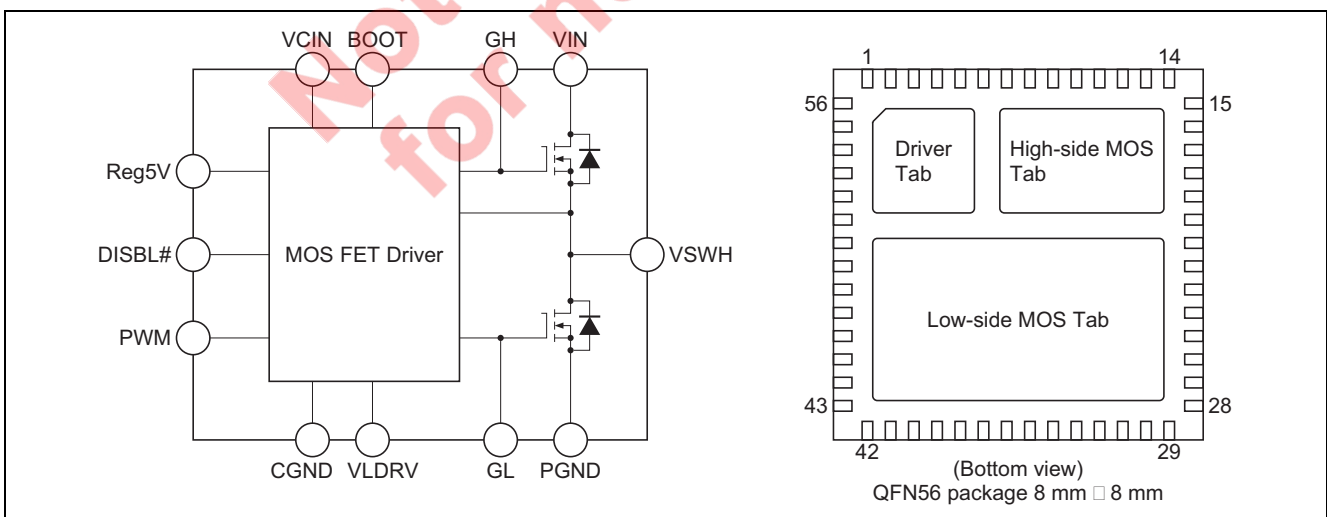 Not
for n
VCIN BOOT GH VIN
Reg5V
DISBL#
PWM
MOS FET Driver
VSWH
CGND VLDRV GL PGND
1 14
56 15
Driver
Tab
High-side MOS
Tab
Low-side MOS Tab
43 28
42 29
(Bottom view)
QFN56 package 8 mm □ 8 mm